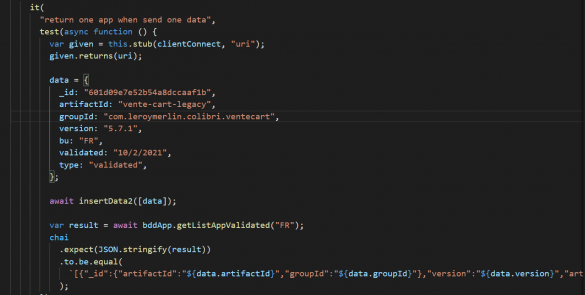 it(
"return one app when send one data",
test(async function () {
var given = this.stub(clientConnect, "uri");
given.returns(uri);
data = {
_id: "601d09e7e52b54a8dccaaf1b",
artifactId: "vente-cart-legacy",
groupId: "com.leroymerlin.colibri.ventecart",
version: "5.7.1",
bu: "FR",
validated: "10/2/2021",
type: "validated",
};
await insertData2([data]);
var result = await bddApp.getListAppValidated("FR");
chai
.expect(JSON.stringify(result))
.to.be.equal(
`[{"_id":{"artifactId":"${data.artifactId}","groupId":"${data.groupId}"},"version":"${data.version}","art
);